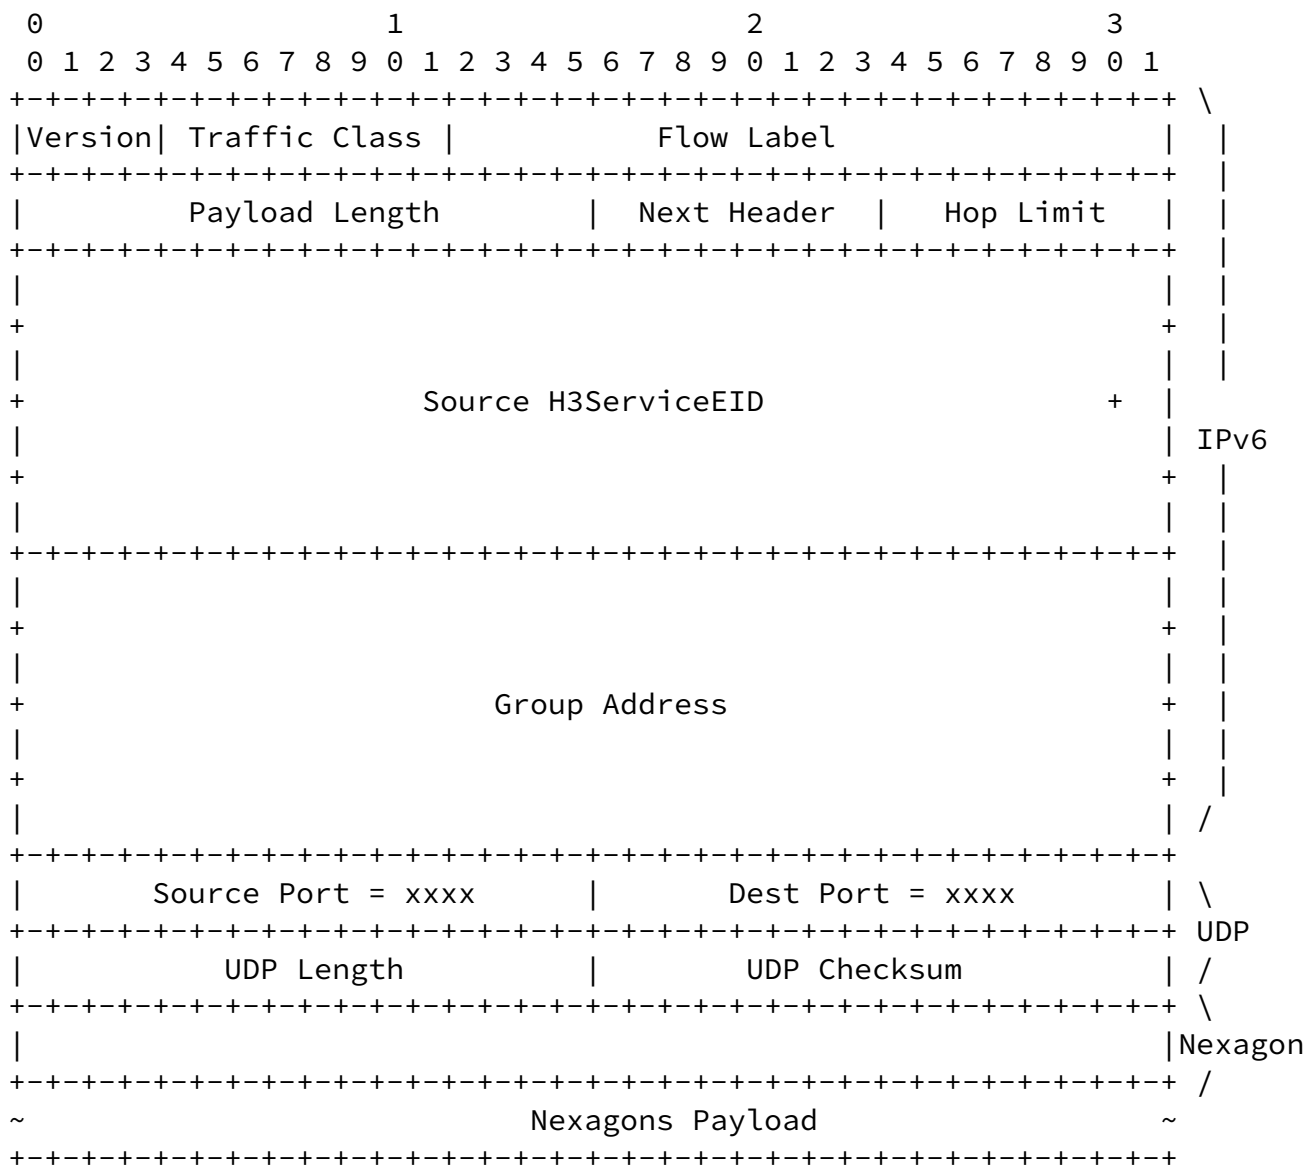 0                   1                   2                   3
 0 1 2 3 4 5 6 7 8 9 0 1 2 3 4 5 6 7 8 9 0 1 2 3 4 5 6 7 8 9 0 1
+-+-+-+-+-+-+-+-+-+-+-+-+-+-+-+-+-+-+-+-+-+-+-+-+-+-+-+-+-+-+-+-+ \
|Version| Traffic Class |           Flow Label                  |  |
+-+-+-+-+-+-+-+-+-+-+-+-+-+-+-+-+-+-+-+-+-+-+-+-+-+-+-+-+-+-+-+-+  |
|         Payload Length        |  Next Header  |   Hop Limit   |  |
+-+-+-+-+-+-+-+-+-+-+-+-+-+-+-+-+-+-+-+-+-+-+-+-+-+-+-+-+-+-+-+-+  |
|                                                               |  |
+                                                               +  |
|                                                               |  |
+                      Source H3ServiceEID                   +  |
|                                                               | IPv6
+                                                               +  |
|                                                               |  |
+-+-+-+-+-+-+-+-+-+-+-+-+-+-+-+-+-+-+-+-+-+-+-+-+-+-+-+-+-+-+-+-+  |
|                                                               |  |
+                                                               +  |
|                                                               |  |
+                          Group Address                        +  |
|                                                               |  |
+                                                               +  |
|                                                               | /
+-+-+-+-+-+-+-+-+-+-+-+-+-+-+-+-+-+-+-+-+-+-+-+-+-+-+-+-+-+-+-+-+
|       Source Port = xxxx      |       Dest Port = xxxx        | \
+-+-+-+-+-+-+-+-+-+-+-+-+-+-+-+-+-+-+-+-+-+-+-+-+-+-+-+-+-+-+-+-+ UDP
|           UDP Length          |        UDP Checksum           | /
+-+-+-+-+-+-+-+-+-+-+-+-+-+-+-+-+-+-+-+-+-+-+-+-+-+-+-+-+-+-+-+-+ \
|                                                               |Nexagon
+-+-+-+-+-+-+-+-+-+-+-+-+-+-+-+-+-+-+-+-+-+-+-+-+-+-+-+-+-+-+-+-+ /
~                            Nexagons Payload                   ~
+-+-+-+-+-+-+-+-+-+-+-+-+-+-+-+-+-+-+-+-+-+-+-+-+-+-+-+-+-+-+-+-+